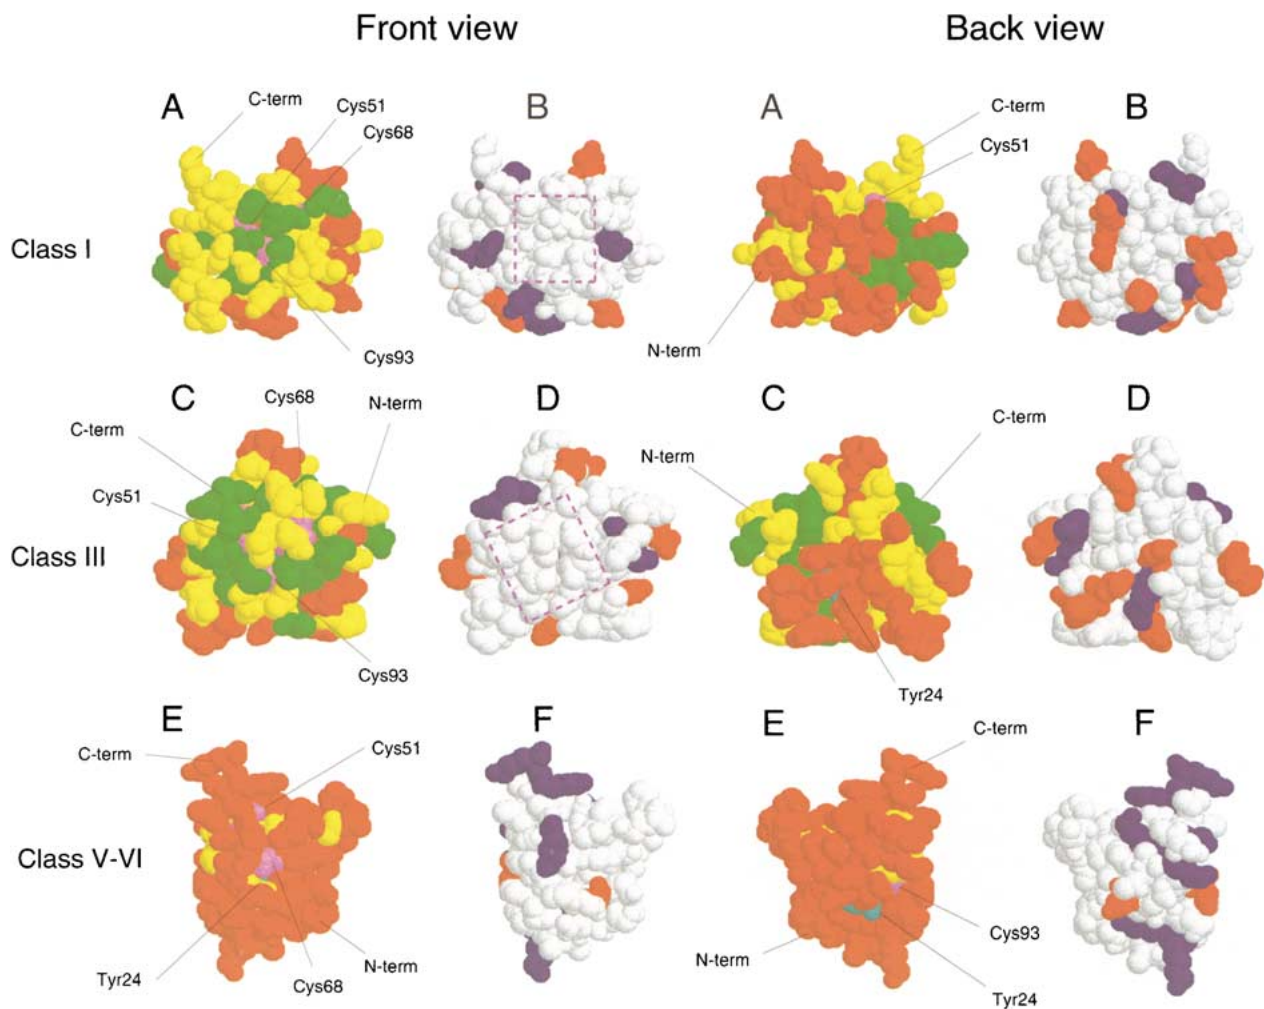 Front view
Back view
A
C-term
Cys51
Cys68
B
A
C-term
Cys51
B
Class I
N-term
Cys93
C
Cys68
N-term
C-term
Cys51
D
C
N-term
C-term
D
Class III
Cys93
Tyr24
E
C-term
Cys51
F
E
C-term
F
Class V-VI
Tyr24
Cys68
N-term
N-term
Cys93
Tyr24